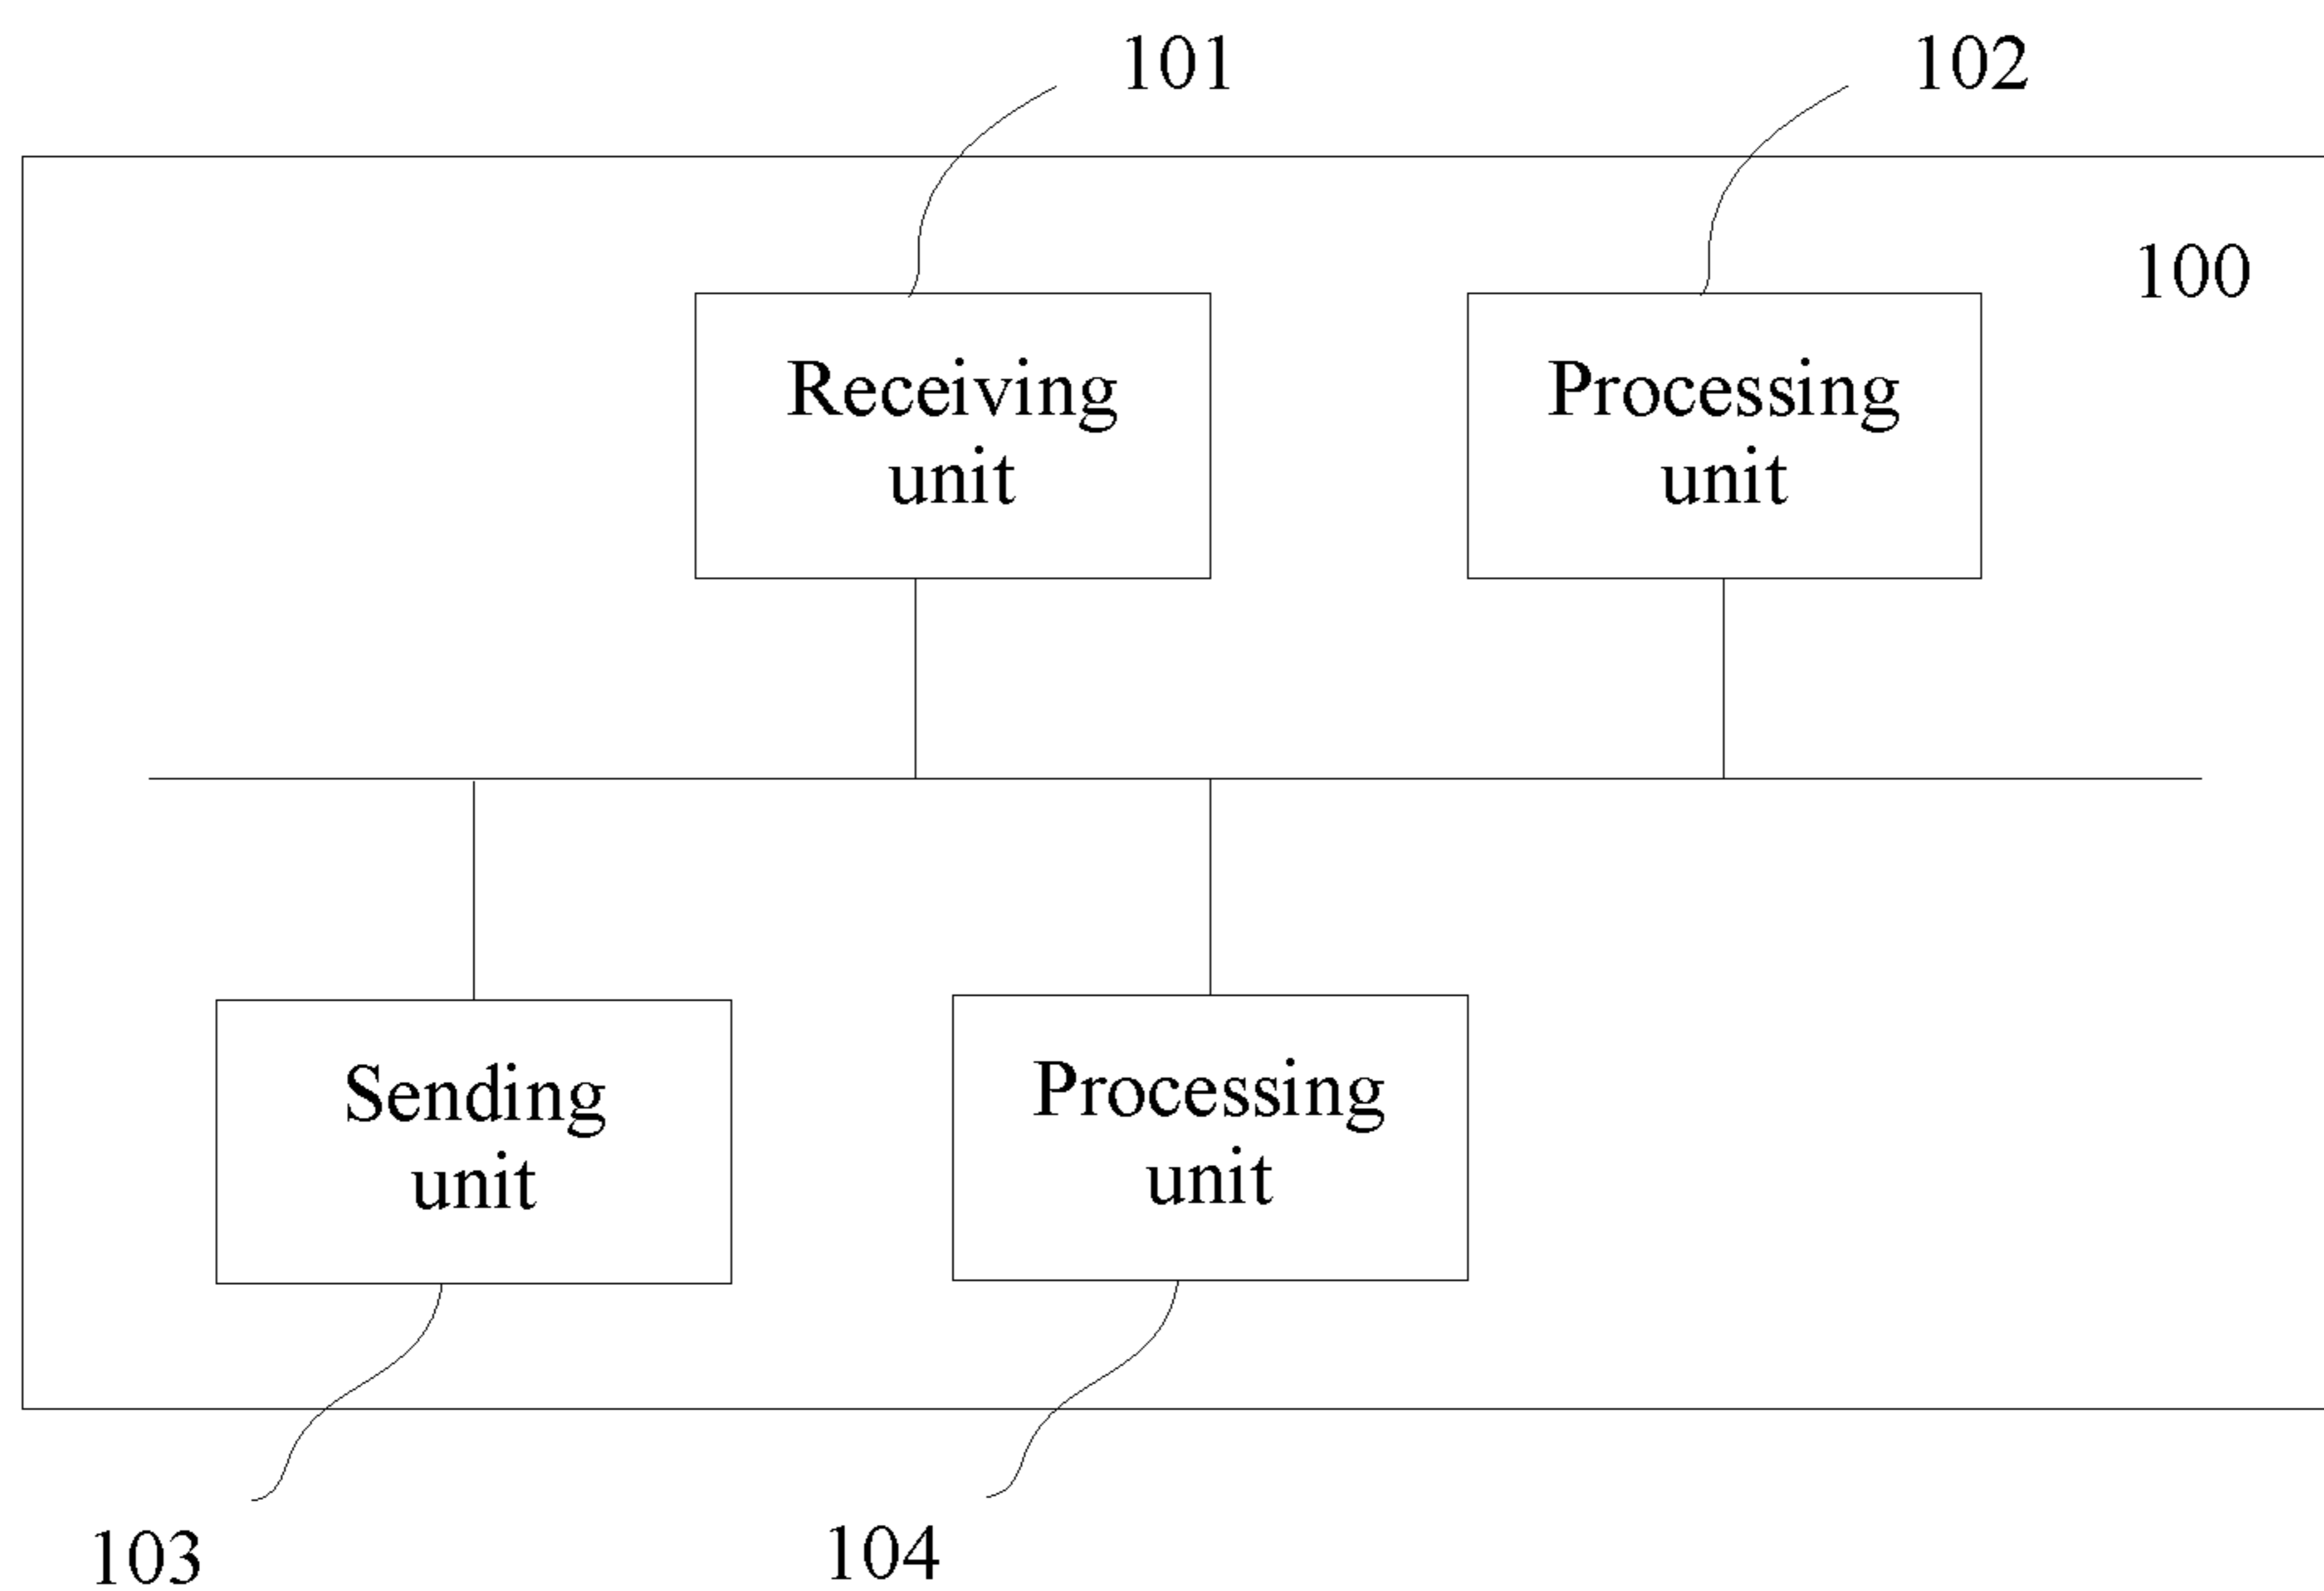 101
102
100
Receiving
unit
Processing
unit
Sending
unit
Processing
unit
103
104